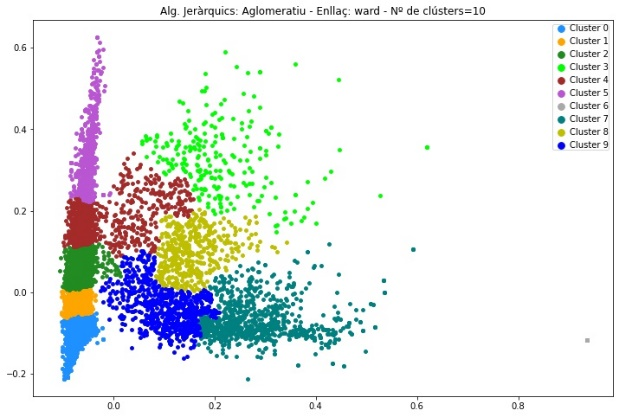 Alg. Jeràrquics: Aglomeratiu - Enllaç: ward - Nº de clústers=10
Cluster 0
Cluster 1
Cluster 2
Cluster 3
Cluster 4
Cluster 5
Cluster 6
Cluster 7
Cluster 8
Cluster 9
0.6
0.4
0.2
0.0
−0.2
0.0
0.2
0.4
0.6
0.8